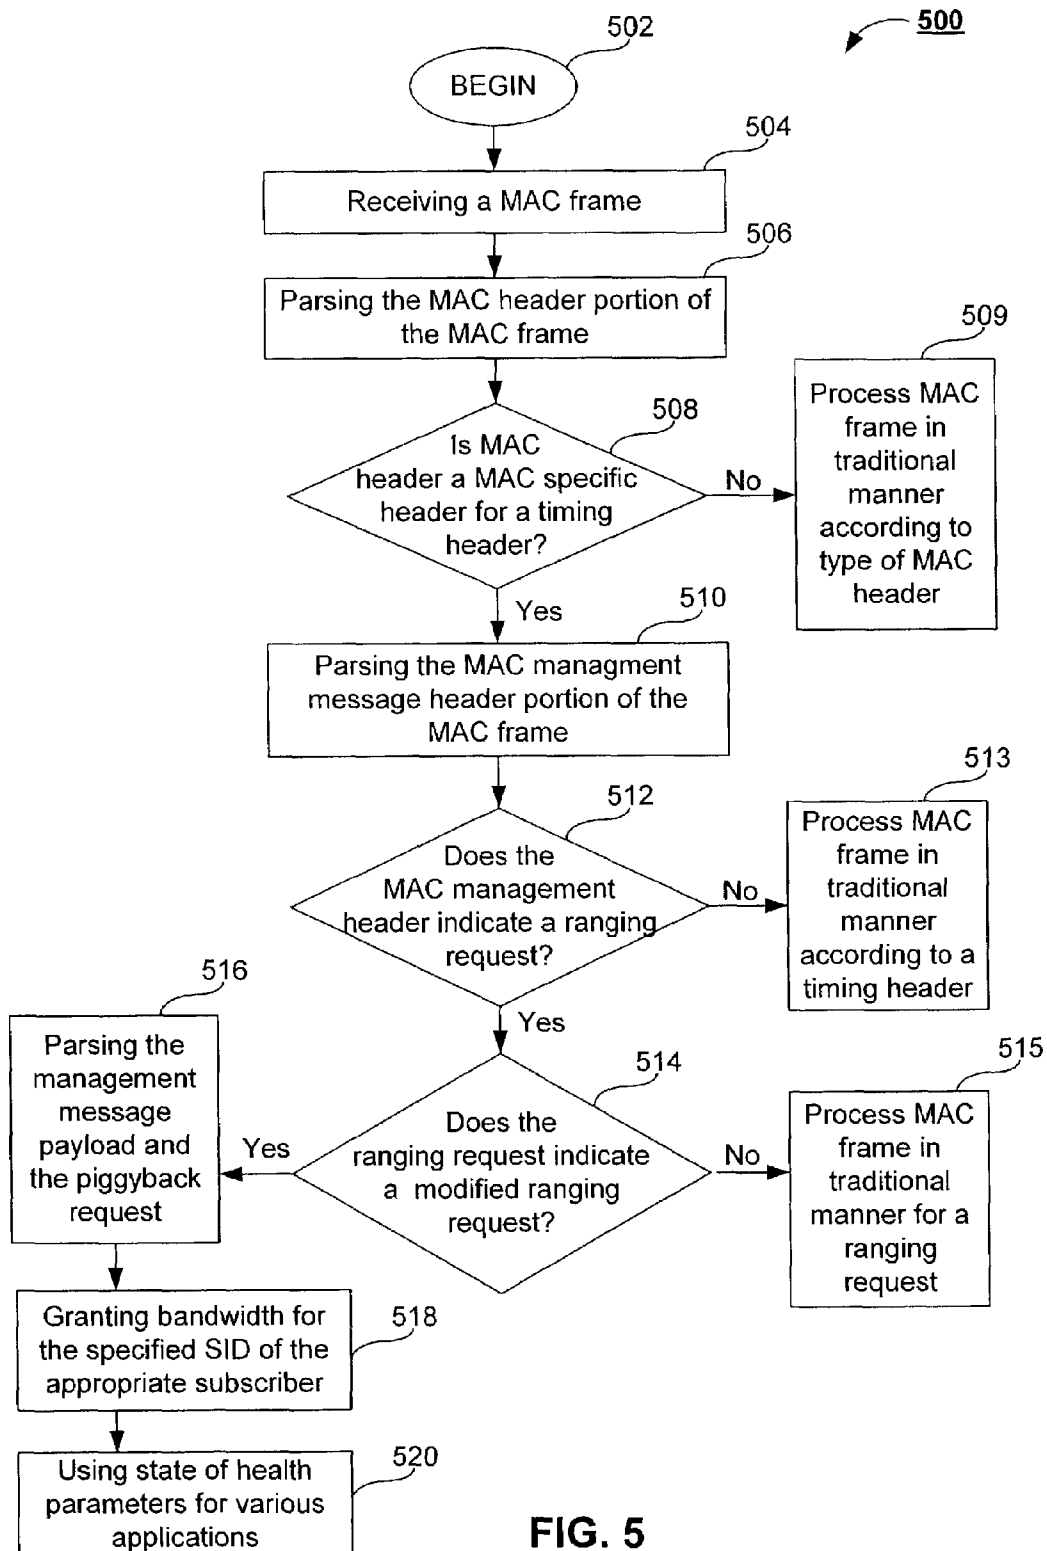 500
502
BEGIN
504
Receiving a MAC frame
506
Parsing the MAC header portion of
the MAC frame
508
Is MAC
header a MAC specific
header for a timing
header?
No
509
Process MAC
frame in
traditional
manner
according to
type of MAC
header
Yes
510
Parsing the MAC managment
message header portion of the
MAC frame
512
Does the
MAC management
header indicate a ranging
request?
No
513
Process MAC
frame in
traditional
manner
according to a
timing header
Yes
514
Does the
ranging request indicate
a modified ranging
request?
No
515
Process MAC
frame in
traditional
manner for a
ranging
request
Yes
516
Parsing the
management
message
payload and
the piggyback
request
518
Granting bandwidth for
the specified SID of the
appropriate subscriber
520
Using state of health
parameters for various
applications
FIG. 5